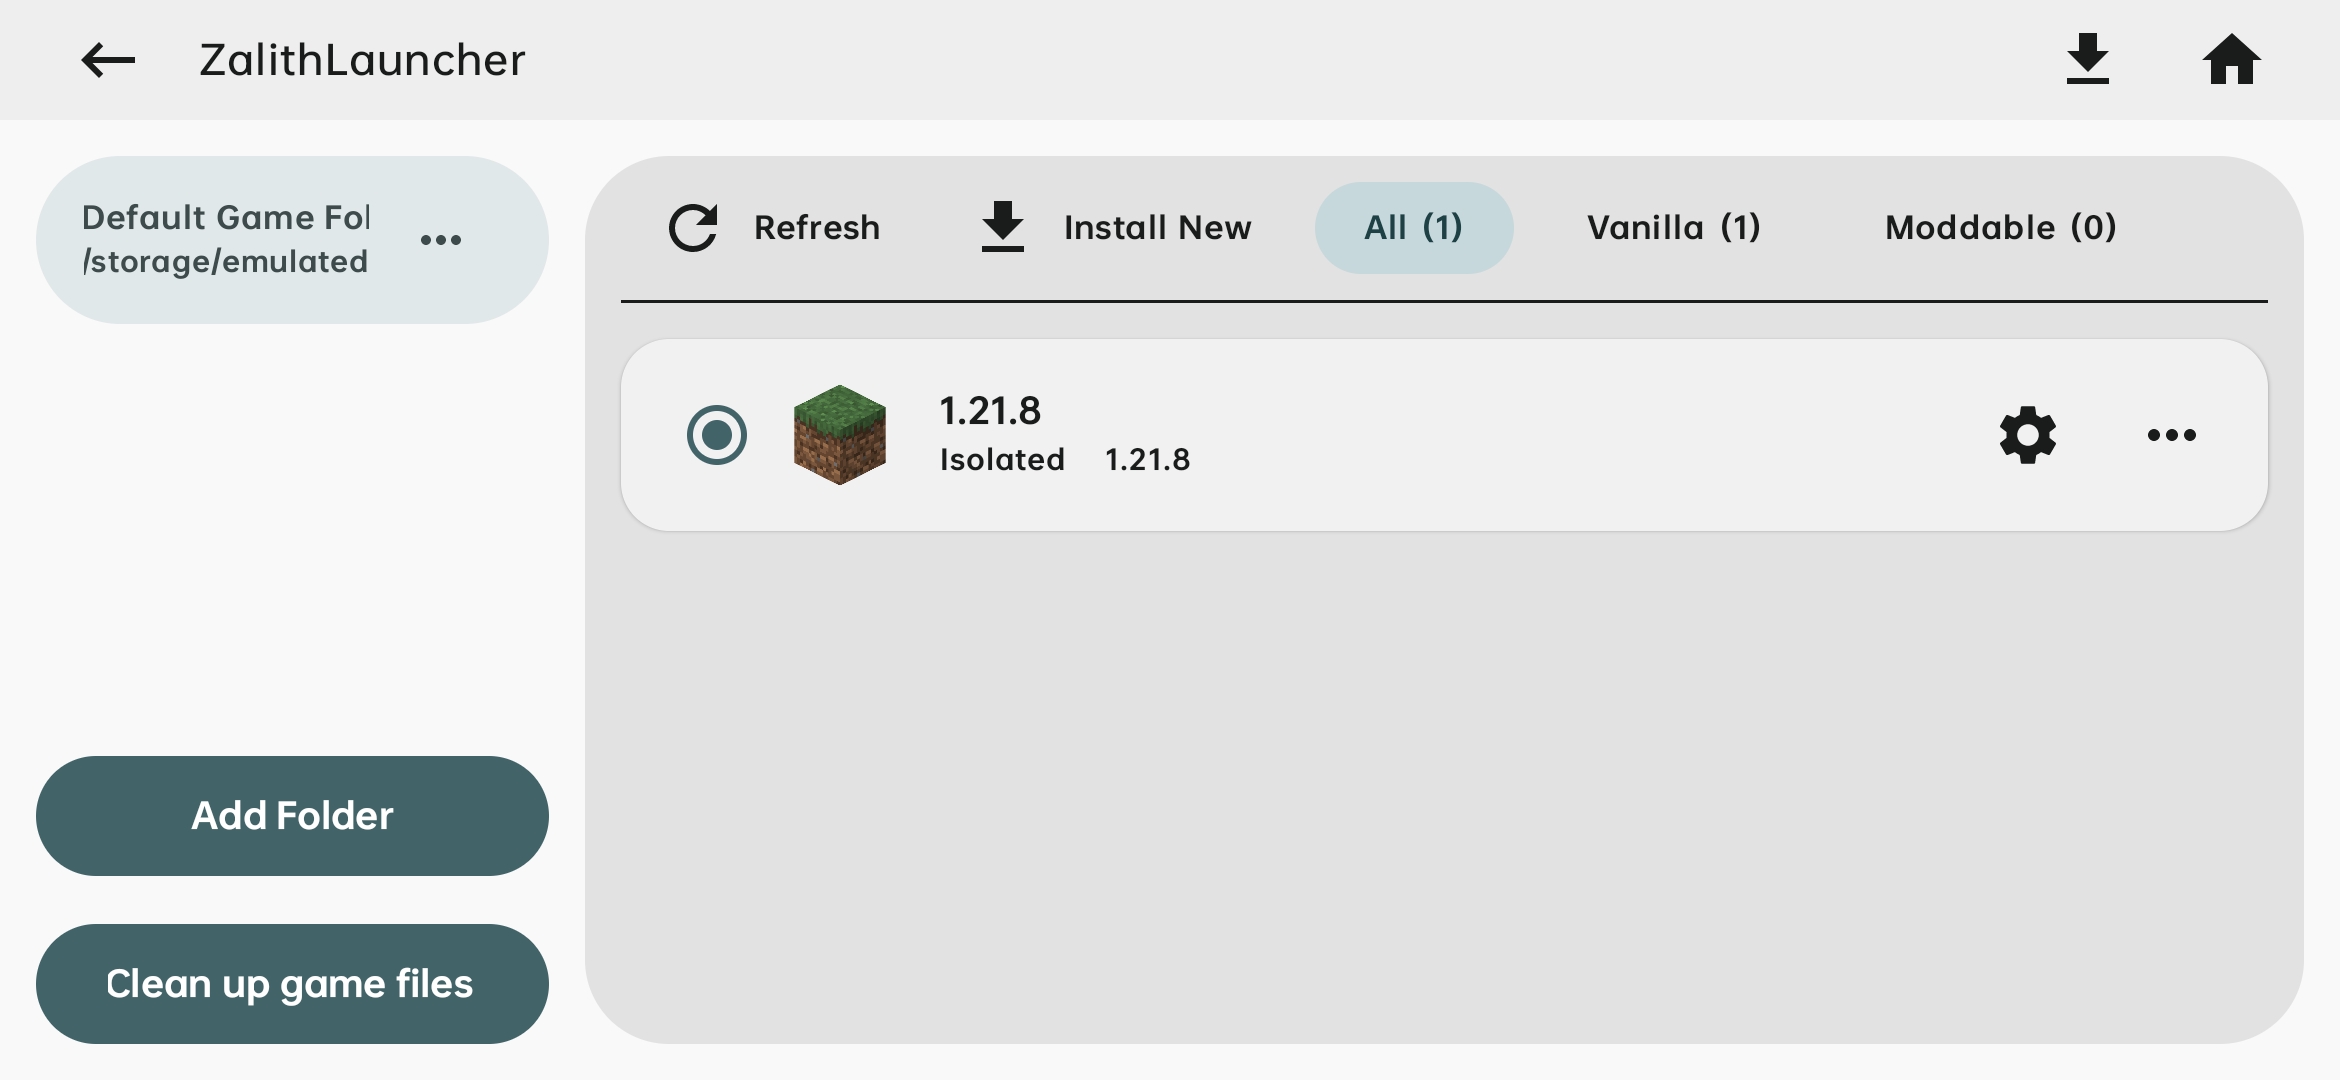 ZalithLauncher
Default Game Fol
/storage/emulated
Refresh
Install New
All (1)
Vanilla (1)
Moddable (0)
1.21.8
Isolated 1.21.8
Add Folder
Clean up game files